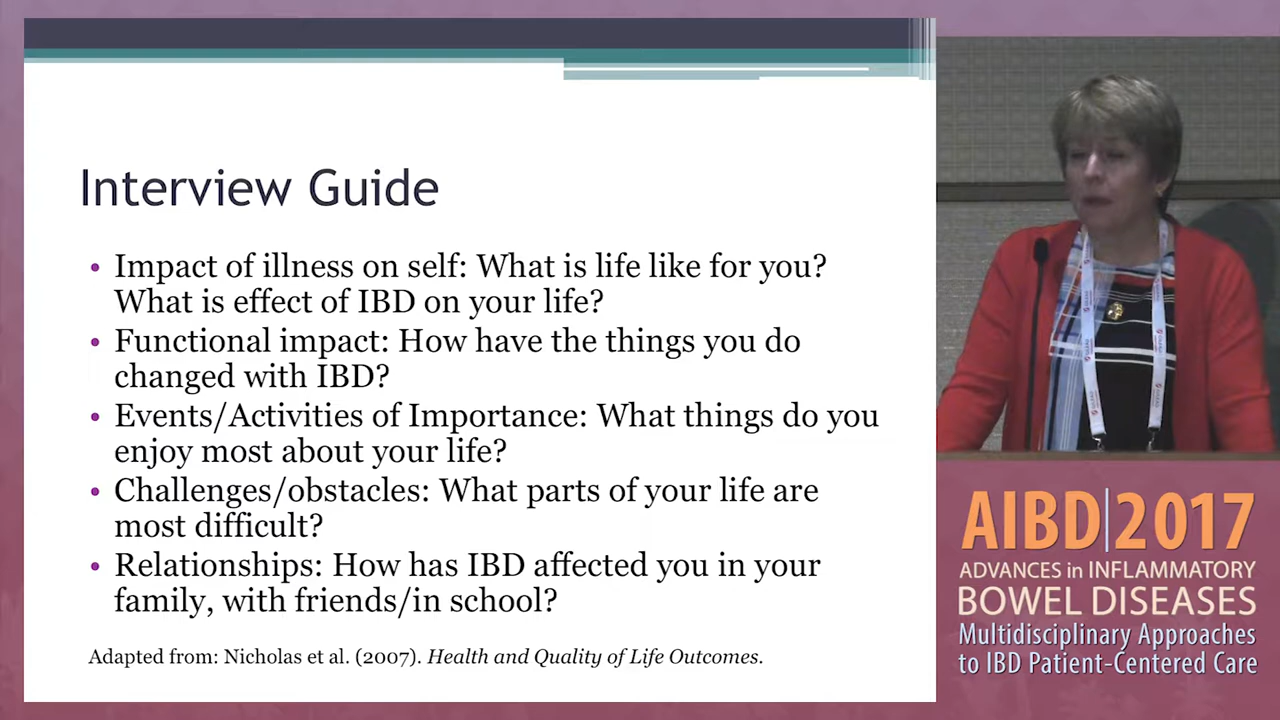 Interview Guide
• Impact of illness on self: What is life like for you?
What is effect of IBD on your life?
• Functional impact: How have the things you do
changed with IBD?
• Events/Activities of Importance: What things do you
enjoy most about your life?
• Challenges/obstacles: What parts of your life are
most difficult?
• Relationships: How has IBD affected you in your
family, with friends/in school?
Adapted from: Nicholas et al. (2007). Health and Quality of Life Outcomes.
AIBD|2017
ADVANCES in INFLAMMATORY
BOWEL DISEASES
Multidisciplinary Approaches
to IBD Patient-Centered Care